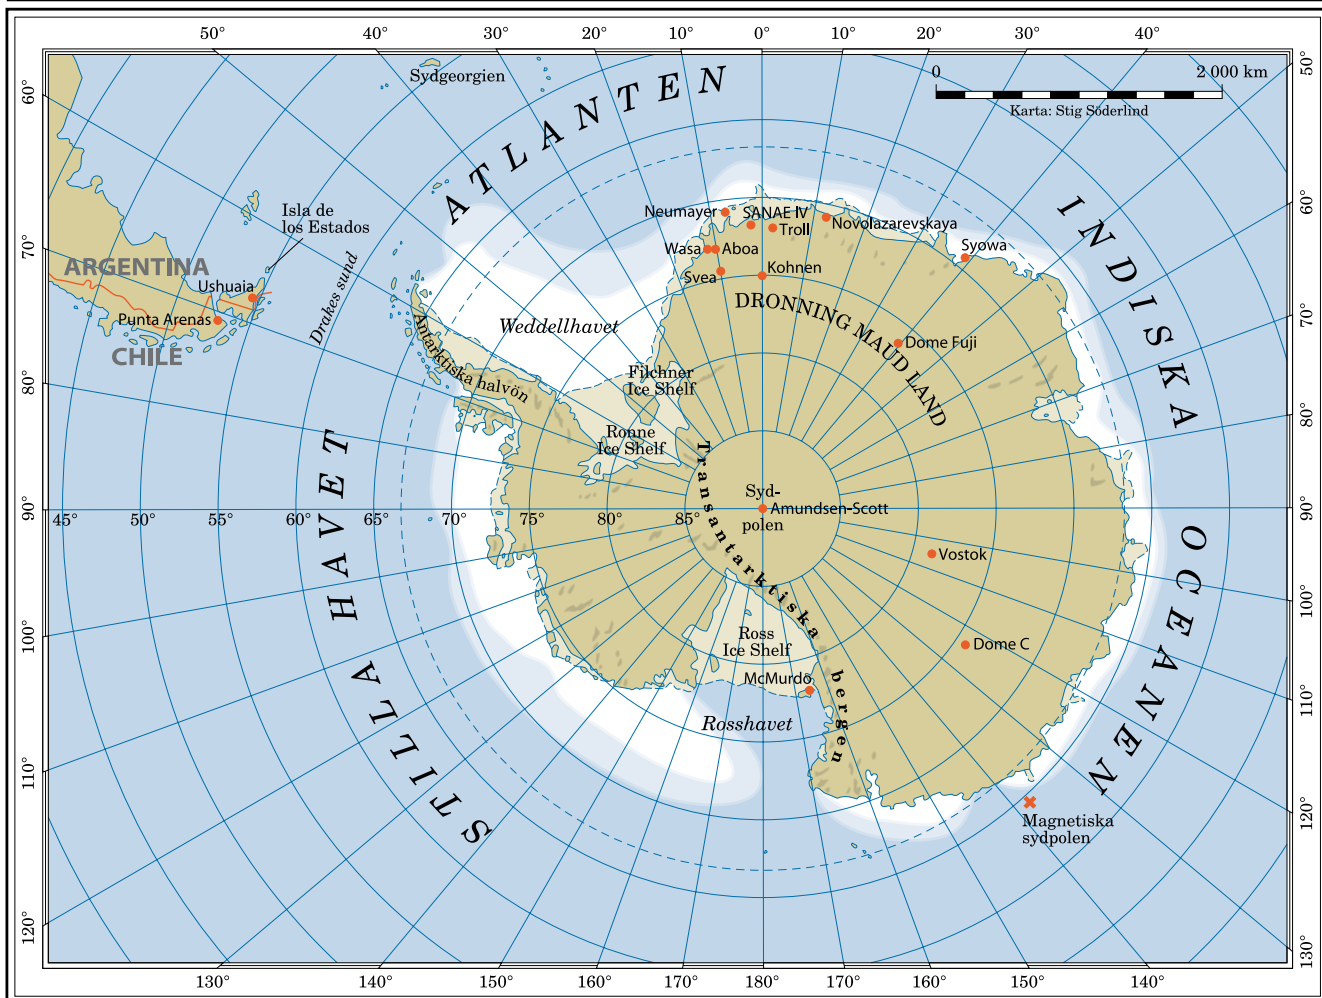 50°
40°
30°
20°
10°
0°
10°
20°
30°
40°
50°
60°
70°
80°
90°
100°
110°
120°
130°
60°
70°
80°
90°
100°
110°
120°
130°
140°
150°
160°
170°
180°
170°
160°
150°
140°
0
2 000 km
Karta: Stig Söderlind
Sydgeorgien
ATLANTEN
INDISKA OCEANEN
STILLA HAVET
Isla de
los Estados
ARGENTINA
Ushuaia
Punta Arenas
CHILE
Drakes sund
Neumayer
SANAE IV
Troll
Novolazarevskaya
Syowa
Wasa
Aboa
Svea
Kohnen
DRONNING MAUD LAND
Dome Fuji
Weddellhavet
Antarktiska halvön
Filchner
Ice Shelf
Ronne
Ice Shelf
Transantarktiska bergen
Syd-
polen
Amundsen-Scott
45°
50°
55°
60°
65°
70°
75°
80°
85°
Vostok
Dome C
Ross
Ice Shelf
McMurdo
Rosshavet
Magnetiska
sydpolen